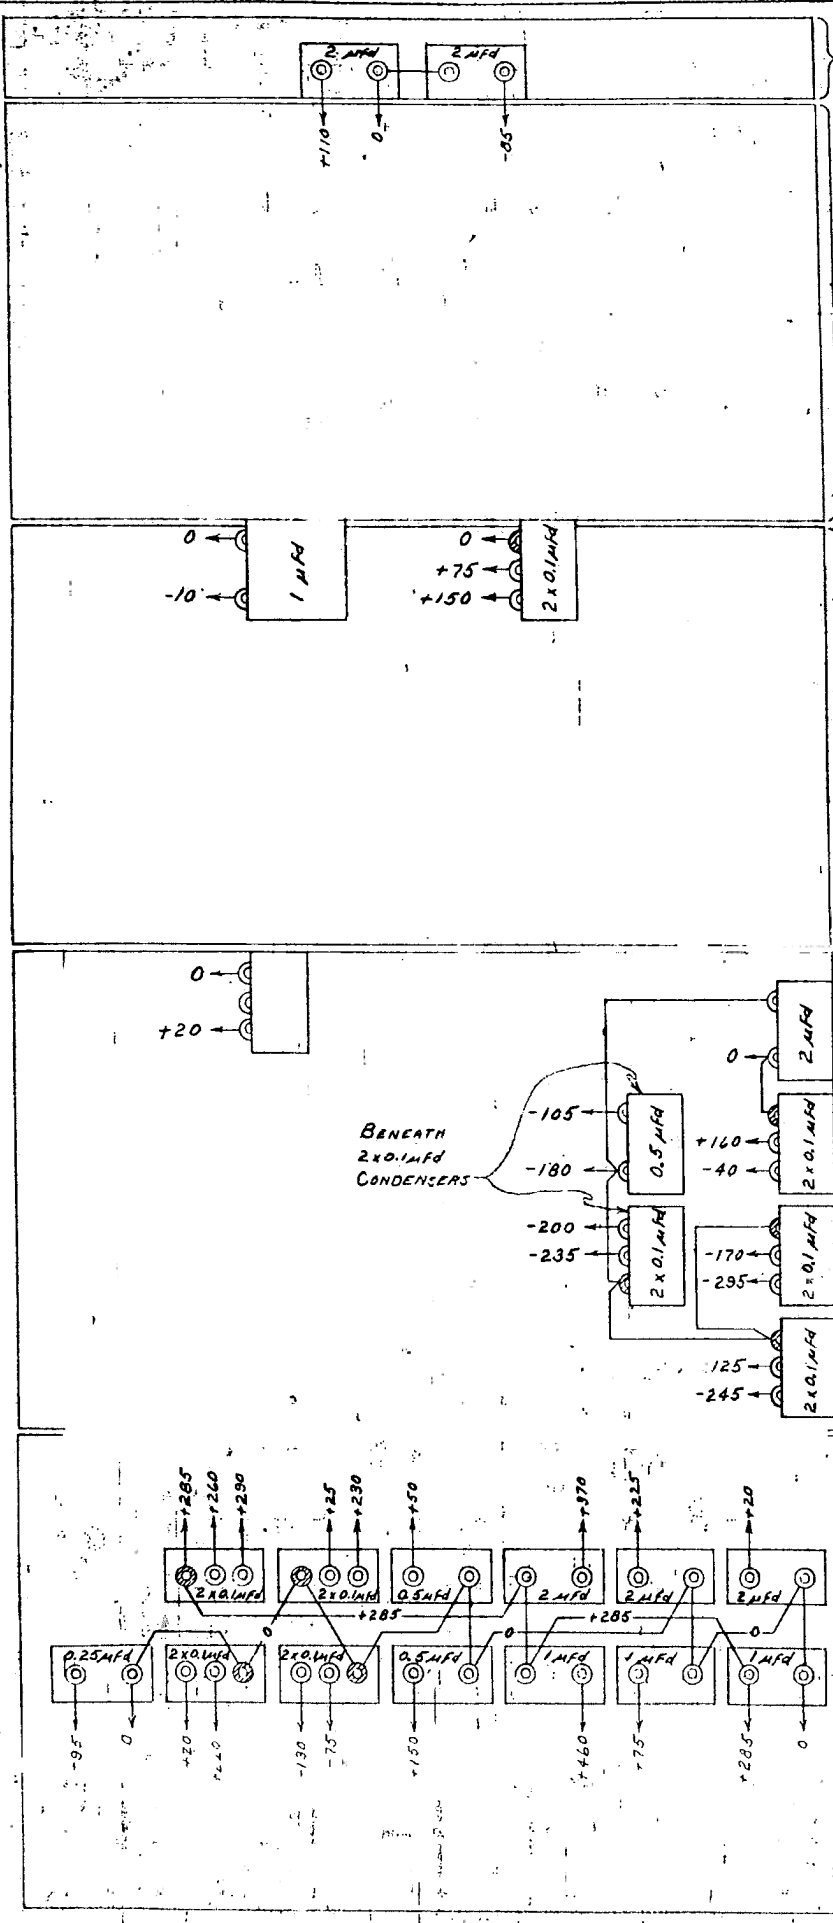 2 µfd
2 µfd
+110
0
-85
0
-10
1 µfd
0
+75
+150
2 x 0.1 µfd
0
+20
2 µfd
0
-105
-180
0.5 µfd
+160
-40
2 x 0.1 µfd
BENEATH
2 x 0.1 µfd
CONDENSERS
-200
-235
2 x 0.1 µfd
-170
-295
2 x 0.1 µfd
125
-245
2 x 0.1 µfd
+285
+260
+290
+25
+230
+50
+370
+225
+20
2 x 0.1 µfd
2 x 0.1 µfd
0.5 µfd
2 µfd
2 µfd
2 µfd
+285
+285
0
0
0
0.25 µfd
2 x 0.1 µfd
2 x 0.1 µfd
0.5 µfd
1 µfd
1 µfd
1 µfd
-95
0
+20
-130
-75
+150
+460
+75
+285
0